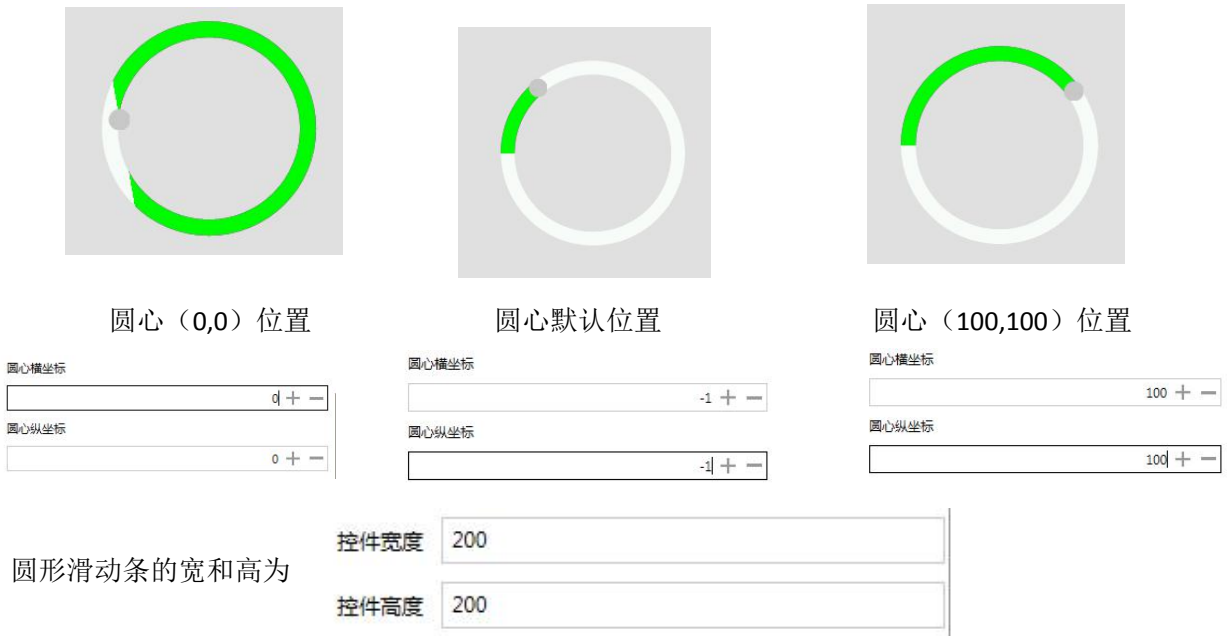 圆心（0,0）位置
圆心默认位置
圆心（100,100）位置
圆心横坐标
0
圆心纵坐标
0
圆心横坐标
-1
圆心纵坐标
-1
圆心横坐标
100
圆心纵坐标
100
圆形滑动条的宽和高为
控件宽度 200
控件高度 200